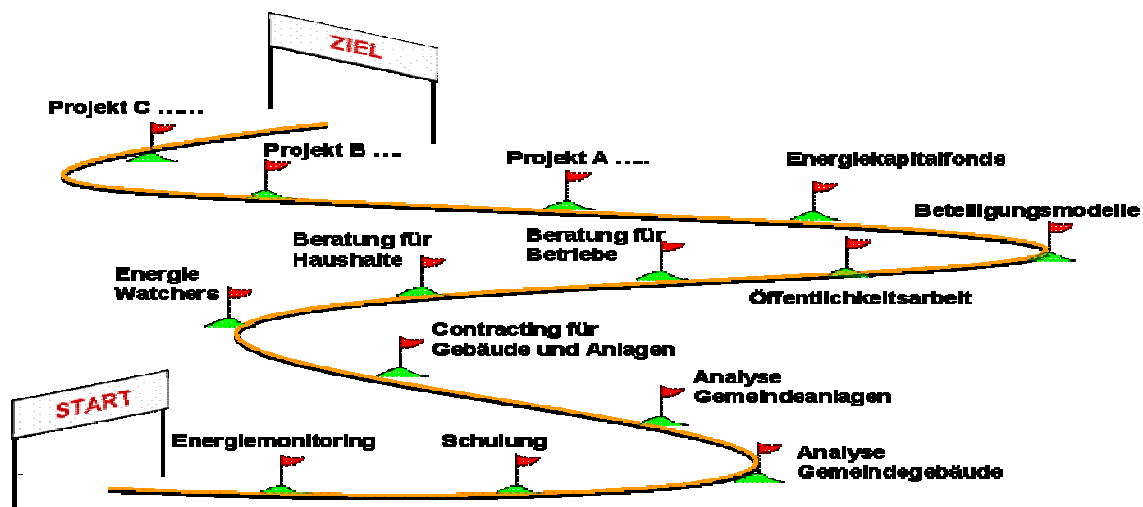 ZIEL
Projekt C ......
Projekt B ....
Projekt A .....
Energiekapitalfonde
Beteiligungsmodelle
Beratung für
Haushalte
Beratung für
Betriebe
Öffentlichkeitsarbeit
Energie
Watchers
Contracting für
Gebäude und Anlagen
Analyse
Gemeindeanlagen
START
Energiemonitoring
Schulung
Analyse
Gemeindegebäude